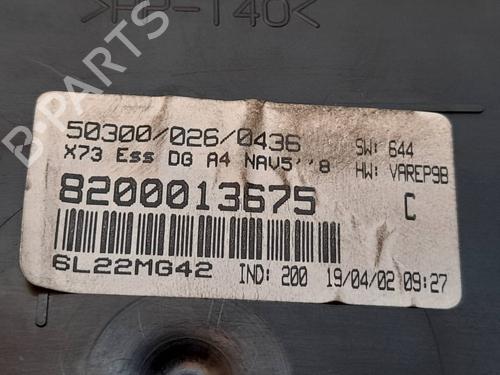 >PP-T40<
50300/026/0436
SW: 644
X73 Ess DG A4 NAV5''8
HW: VAREP9B
8200013675
C
6L22MG42
IND: 200
19/04/02 09:27
B-PARTS